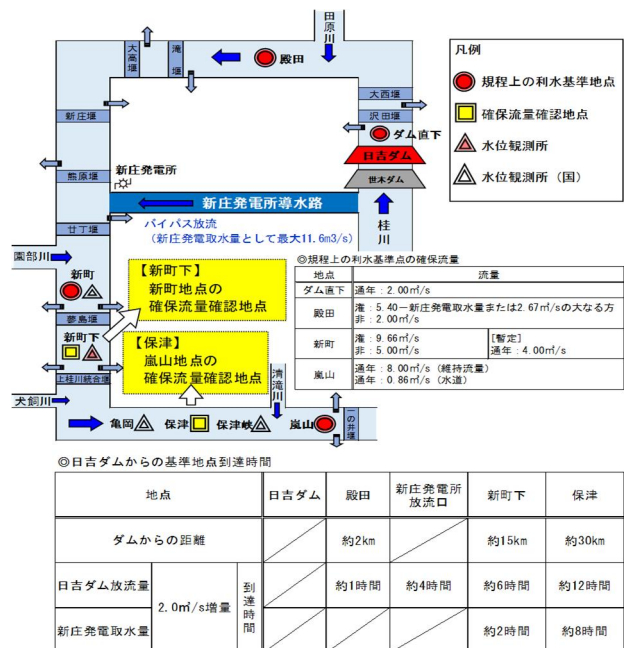 田原川
大高堰
滝堰
殿田
凡例
規程上の利水基準地点
確保流量確認地点
水位観測所
水位観測所（国）
大西堰
新庄堰
沢田堰
ダム直下
日吉ダム
世木ダム
新庄発電所
熊原堰
新庄発電所導水路
バイパス放流
（新庄発電所取水量として最大11.6m3/s）
桂川
廿丁堰
園部川
新町
【新町下】
新町地点の
確保流量確認地点
夢島堰
新町下
【保津】
嵐山地点の
確保流量確認地点
上桂川統合堰
清滝川
犬飼川
亀岡
保津
保津峡
嵐山
一の井堰
◎規程上の利水基準点の確保流量
地点 流量
ダム直下 通年：2.00㎥/s
殿田 灌：5.40－新庄発電取水量または2.67㎥/sの大なる方
非：2.00㎥/s
新町 灌：9.66㎥/s [暫定]
非：5.00㎥/s 通年：4.00㎥/s
嵐山 通年：8.00㎥/s（維持流量）
通年：0.86㎥/s（水道）
◎日吉ダムからの基準地点到達時間
地点 日吉ダム 殿田 新庄発電所放流口 新町下 保津
ダムからの距離 約2km 約15km 約30km
日吉ダム放流量 2.0㎥/s増量 到達時間 約1時間 約4時間 約6時間 約12時間
新庄発電取水量 約2時間 約8時間